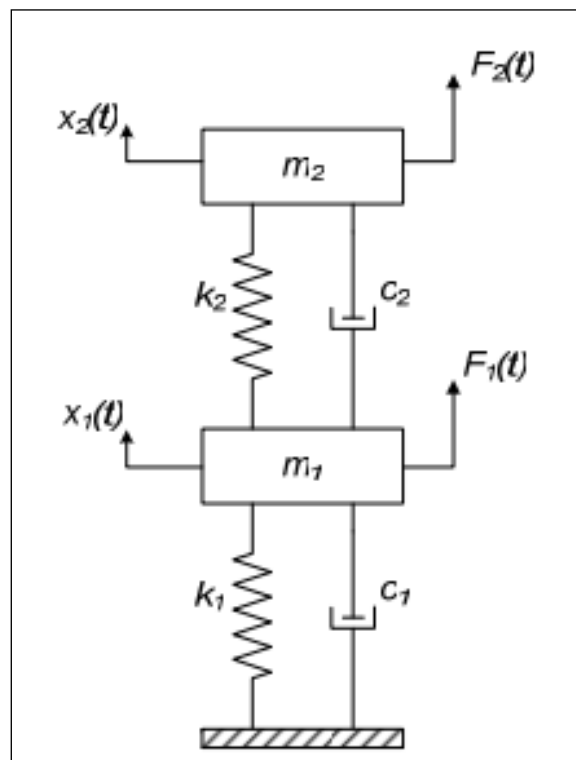 F₂(t)
x₂(t)
m₂
k₂
c₂
F₁(t)
x₁(t)
m₁
k₁
c₁